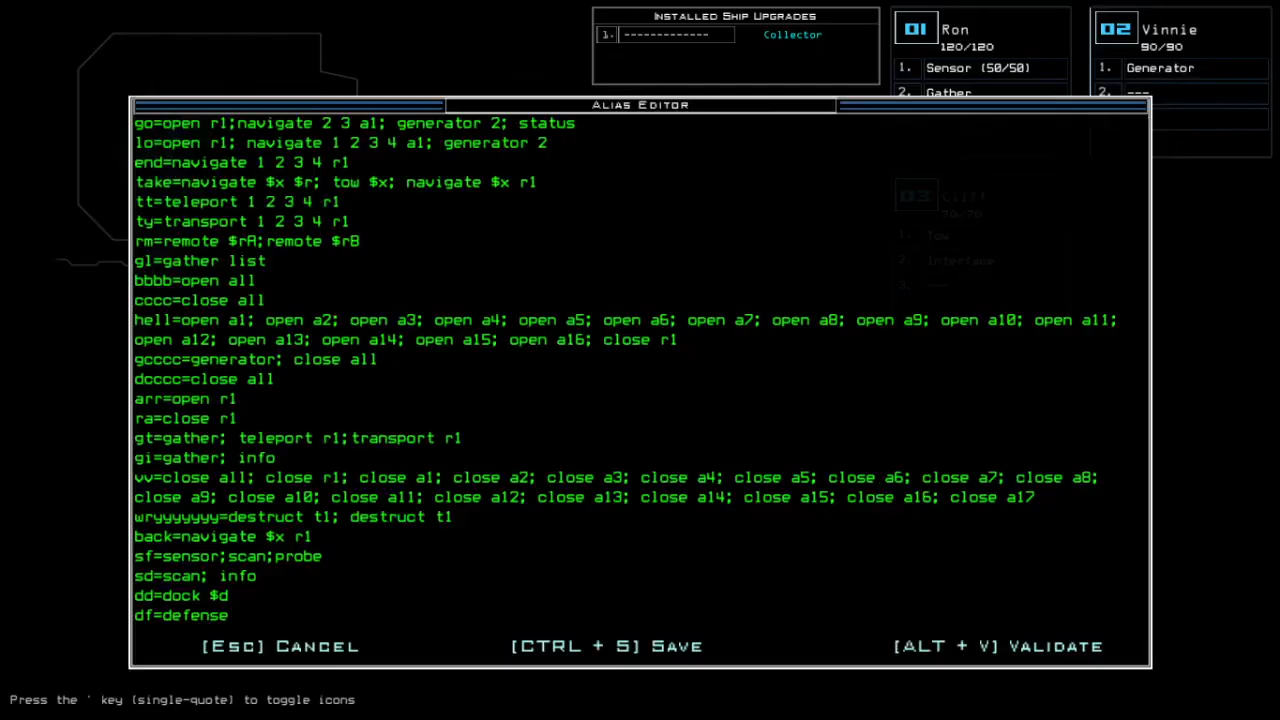 Installed Ship Upgrades
1. ------------- Collector
01 Ron
120/120
1. Sensor (50/50)
2. Gather
02 Vinnie
90/90
1. Generator
2. ---
Alias Editor
go=open r1;navigate 2 3 a1; generator 2; status
lo=open r1; navigate 1 2 3 4 a1; generator 2
end=navigate 1 2 3 4 r1
take=navigate $x $r; tow $x; navigate $x r1
tt=teleport 1 2 3 4 r1
ty=transport 1 2 3 4 r1
rm=remote $rA;remote $rB
gl=gather list
bbbb=open all
cccc=close all
hell=open a1; open a2; open a3; open a4; open a5; open a6; open a7; open a8; open a9; open a10; open a11;
open a12; open a13; open a14; open a15; open a16; close r1
gcccc=generator; close all
dcccc=close all
arr=open r1
ra=close r1
gt=gather; teleport r1;transport r1
gi=gather; info
vv=close all; close r1; close a1; close a2; close a3; close a4; close a5; close a6; close a7; close a8;
close a9; close a10; close a11; close a12; close a13; close a14; close a15; close a16; close a17
wryyyyyyy=destruct t1; destruct t1
back=navigate $x r1
sf=sensor;scan;probe
sd=scan; info
dd=dock $d
df=defense
03 Cliff
70/70
1. Tow
2. Interface
3. ---
[Esc] Cancel
[CTRL + S] Save
[ALT + V] Validate
Press the ' key (single-quote) to toggle icons